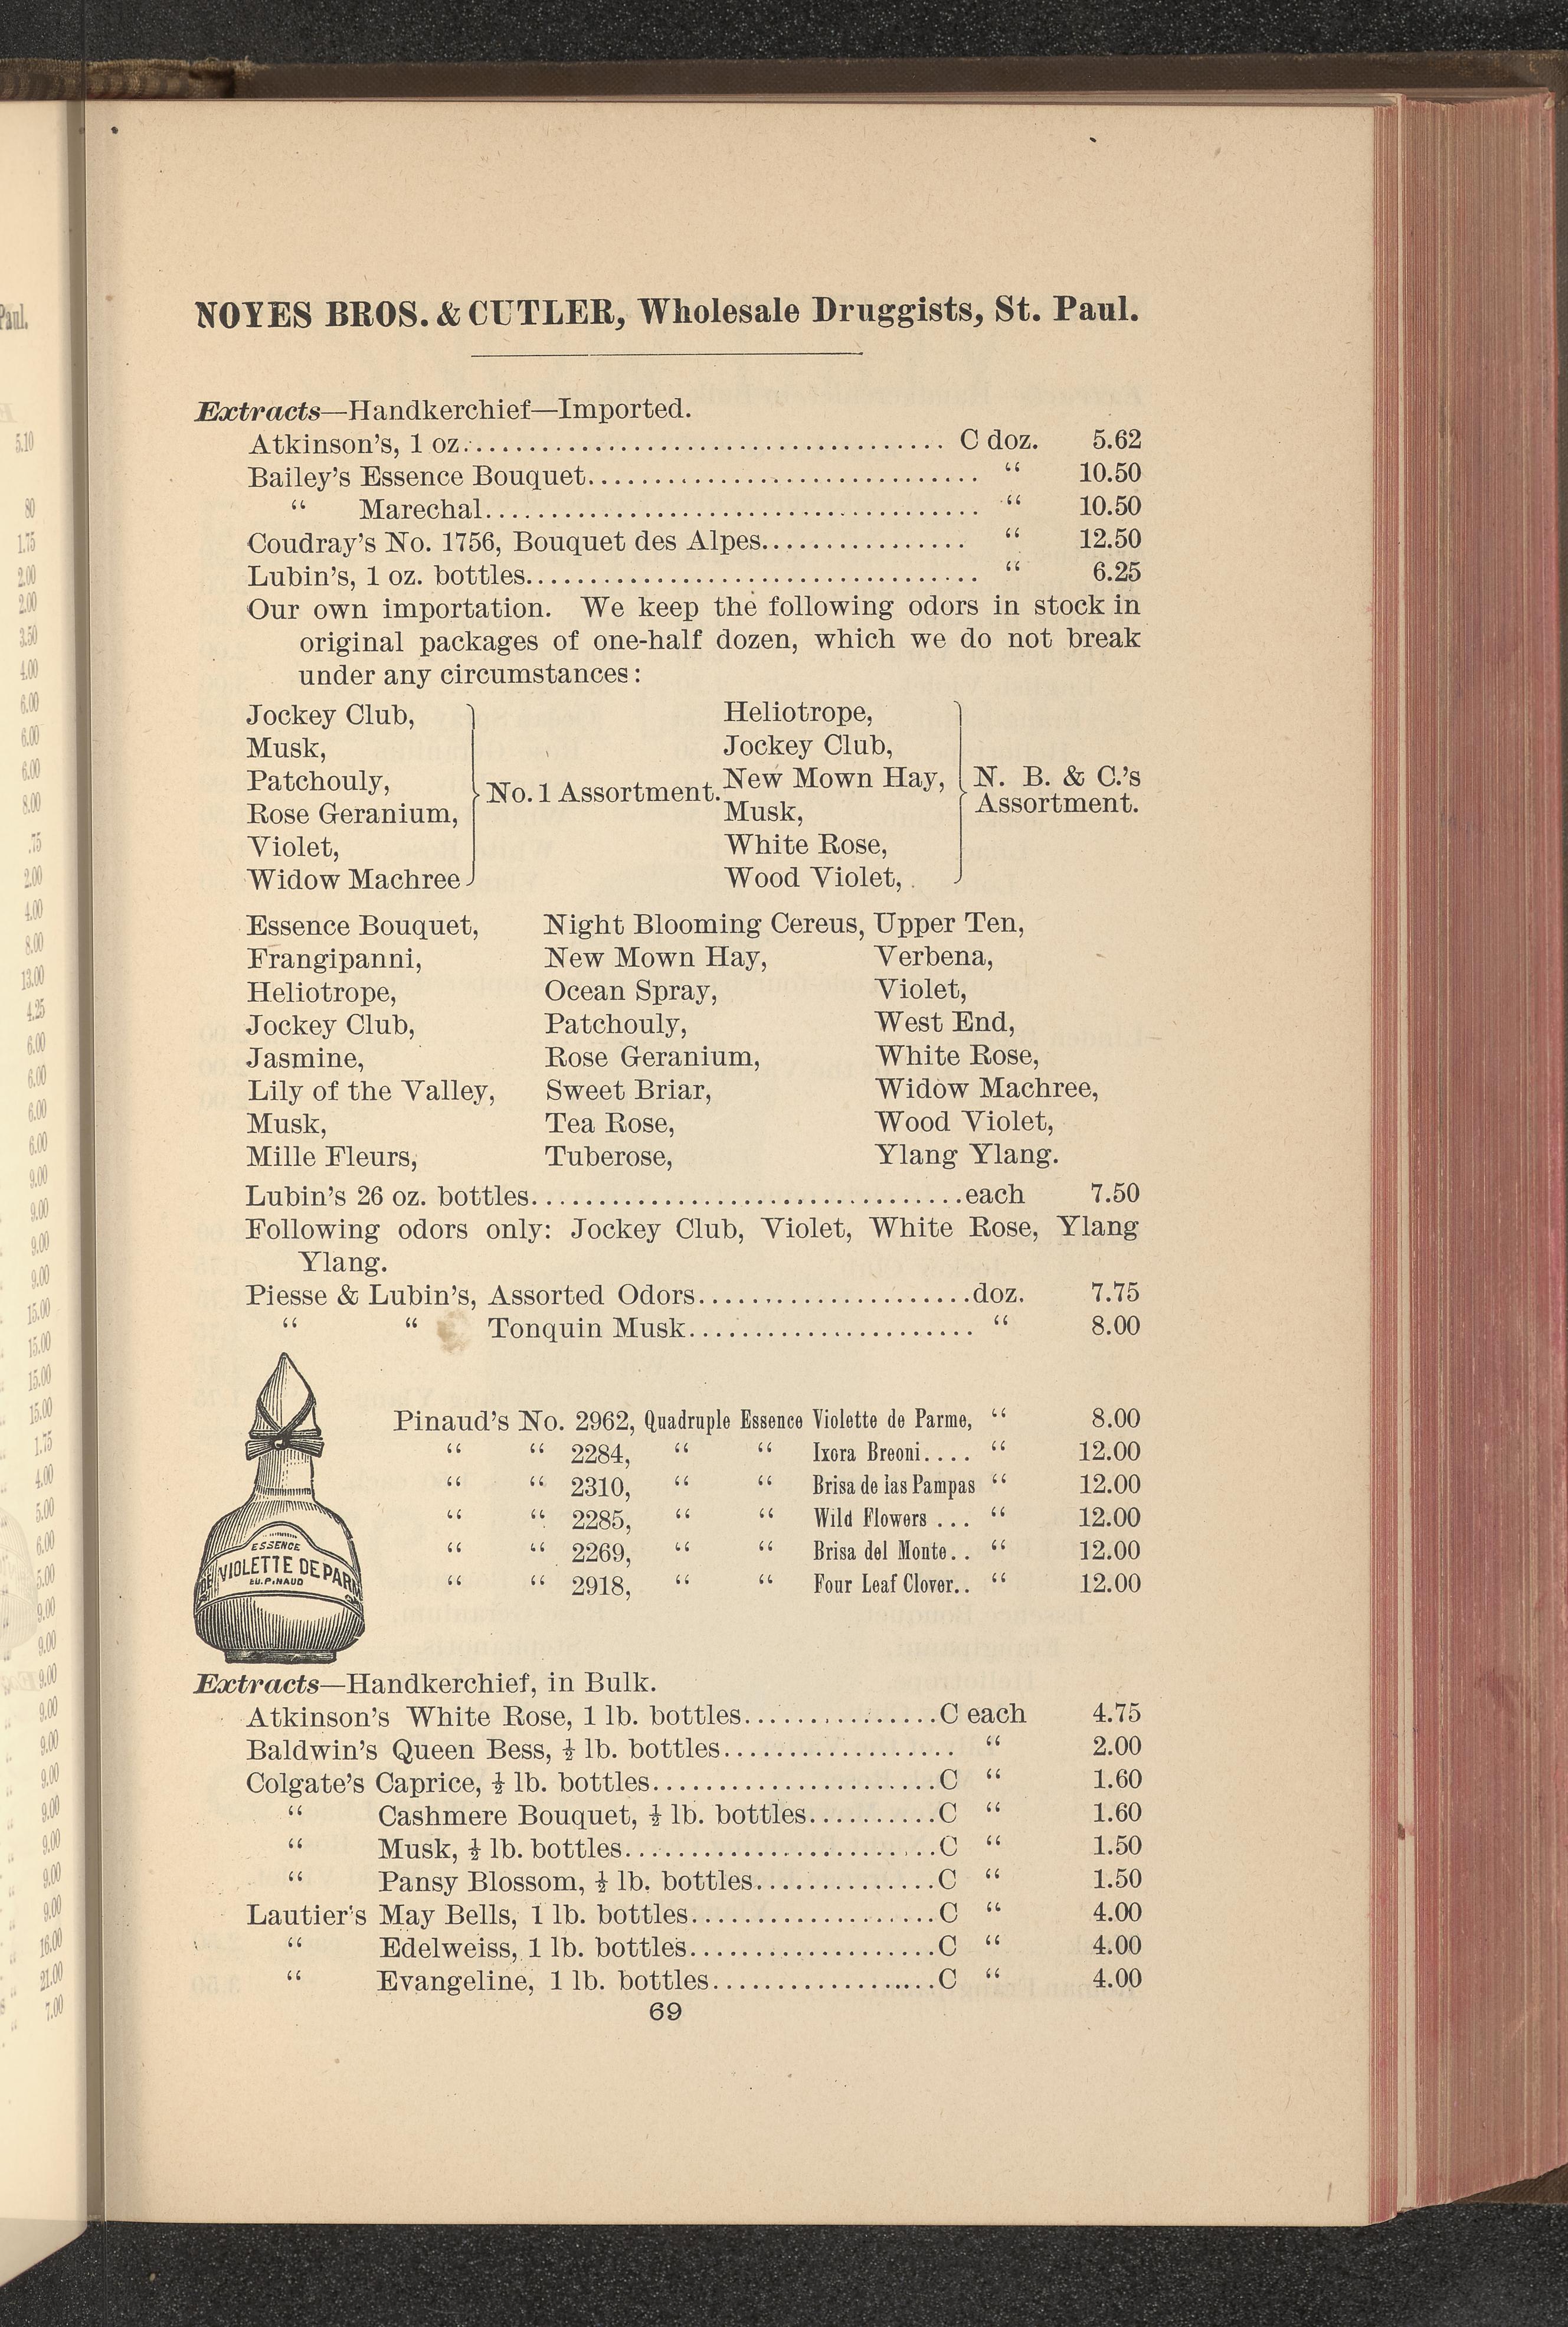 NOYES BROS. & CUTLER, Wholesale Druggists, St. Paul.
Extracts—Handkerchief—Imported.
Atkinson's, 1 oz. .................................... C doz. 5.62
Bailey's Essence Bouquet.............................. “ 10.50
“ Marechal...................................... “ 10.50
Coudray's No. 1756, Bouquet des Alpes................ “ 12.50
Lubin's, 1 oz. bottles................................... “ 6.25
Our own importation. We keep the following odors in stock in
original packages of one-half dozen, which we do not break
under any circumstances:
Jockey Club,
Musk,
Patchouly,
Rose Geranium,
Violet,
Widow Machree
No. 1 Assortment.
Heliotrope,
Jockey Club,
New Mown Hay,
Musk,
White Rose,
Wood Violet,
N. B. & C.'s
Assortment.
Essence Bouquet, Night Blooming Cereus, Upper Ten,
Frangipanni, New Mown Hay, Verbena,
Heliotrope, Ocean Spray, Violet,
Jockey Club, Patchouly, West End,
Jasmine, Rose Geranium, White Rose,
Lily of the Valley, Sweet Briar, Widow Machree,
Musk, Tea Rose, Wood Violet,
Mille Fleurs, Tuberose, Ylang Ylang.
Lubin's 26 oz. bottles.................................each 7.50
Following odors only: Jockey Club, Violet, White Rose, Ylang
Ylang.
Piesse & Lubin's, Assorted Odors.....................doz. 7.75
“ “ Tonquin Musk...................... “ 8.00
Pinaud's No. 2962, Quadruple Essence Violette de Parme, “ 8.00
“ “ 2284, “ “ Ixora Breoni.... “ 12.00
“ “ 2310, “ “ Brisa de las Pampas “ 12.00
“ “ 2285, “ “ Wild Flowers ... “ 12.00
“ “ 2269, “ “ Brisa del Monte.. “ 12.00
“ “ 2918, “ “ Four Leaf Clover.. “ 12.00
ESSENCE
VIOLETTE DE PARM
ED. PINAUD
Extracts—Handkerchief, in Bulk.
Atkinson's White Rose, 1 lb. bottles...............C each 4.75
Baldwin's Queen Bess, ½ lb. bottles.................. “ 2.00
Colgate's Caprice, ½ lb. bottles......................C “ 1.60
“ Cashmere Bouquet, ½ lb. bottles..........C “ 1.60
“ Musk, ½ lb. bottles........................C “ 1.50
“ Pansy Blossom, ½ lb. bottles..............C “ 1.50
Lautier's May Bells, 1 lb. bottles...................C “ 4.00
“ Edelweiss, 1 lb. bottles...................C “ 4.00
“ Evangeline, 1 lb. bottles.................C “ 4.00
69